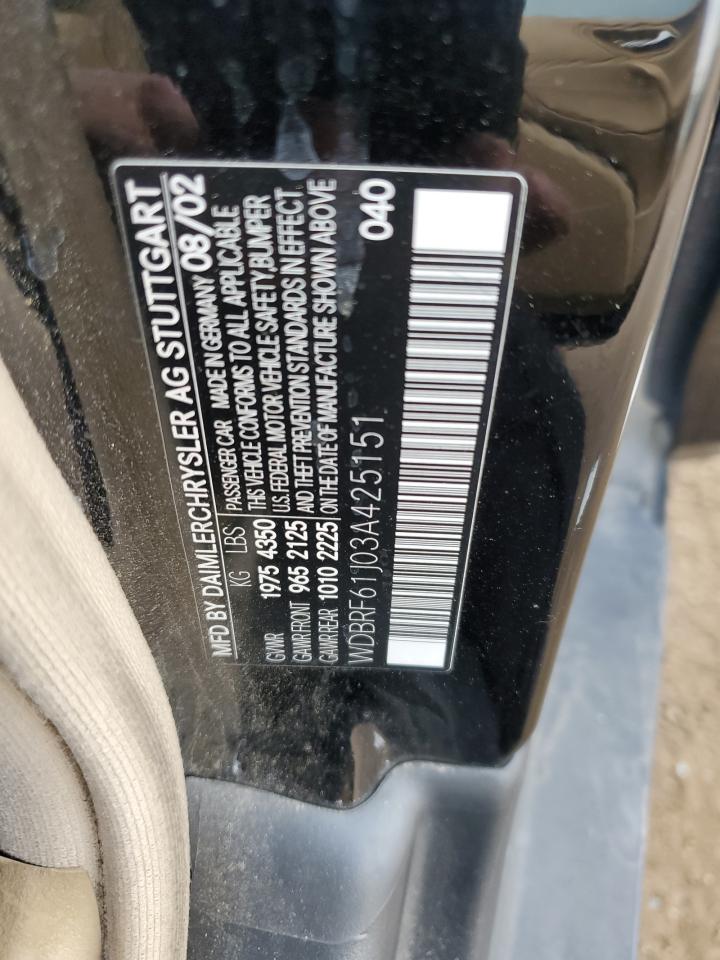 MFD BY DAIMLERCHRYSLER AG STUTTGART
KG LBS PASSENGER CAR MADE IN GERMANY 08/02
GVWR 1975 4350 THIS VEHICLE CONFORMS TO ALL APPLICABLE
U.S. FEDERAL MOTOR VEHICLE SAFETY,BUMPER
GAWR FRONT 965 2125 AND THEFT PREVENTION STANDARDS IN EFFECT
GAWR REAR 1010 2225 ON THE DATE OF MANUFACTURE SHOWN ABOVE
WDBRF61J03A425151 040